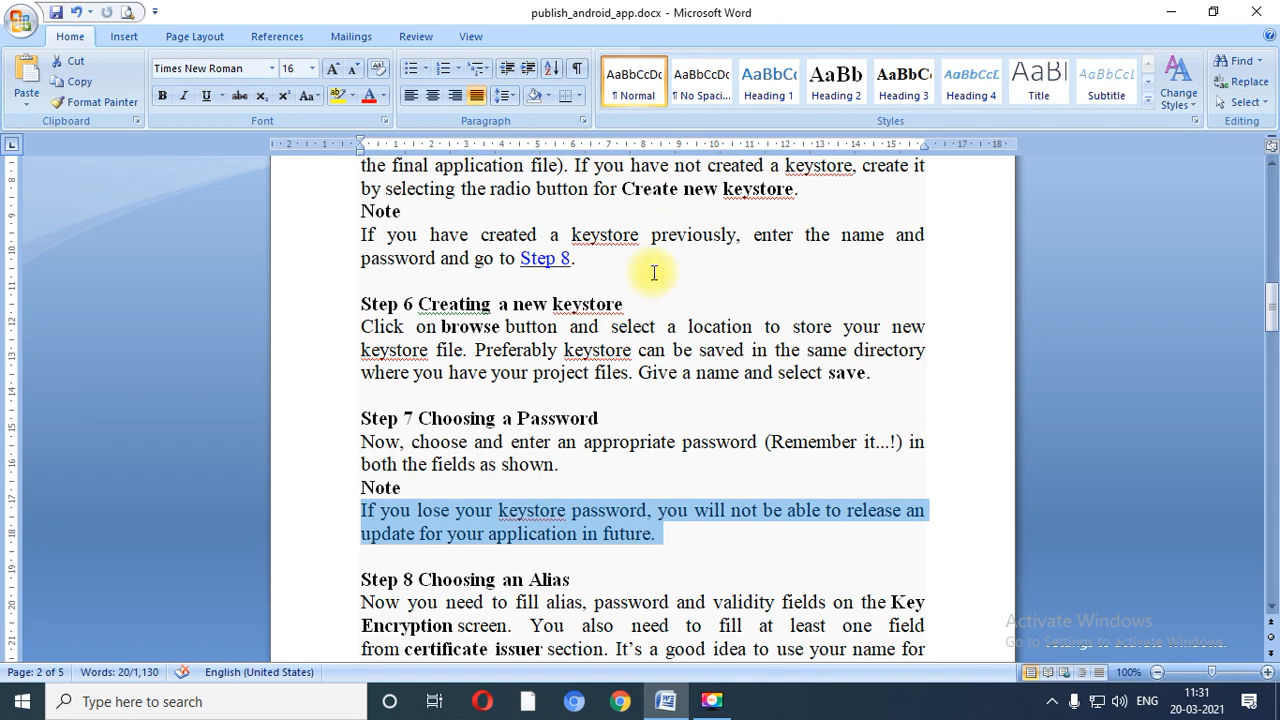 publish_android_app.docx - Microsoft Word
Home Insert Page Layout References Mailings Review View
Paste
Cut
Copy
Format Painter
Clipboard
Times New Roman 16
Font
Paragraph
AaBbCcDc AaBbCcDc AaBbC AaBb AaBbC AaBbCcL AaBb AaBbCcL
¶ Normal ¶ No Spaci... Heading 1 Heading 2 Heading 3 Heading 4 Title Subtitle
Change
Styles
Styles
Find
Replace
Select
Editing
the final application file). If you have not created a keystore, create it
by selecting the radio button for Create new keystore.
Note
If you have created a keystore previously, enter the name and
password and go to Step 8.
Step 6 Creating a new keystore
Click on browse button and select a location to store your new
keystore file. Preferably keystore can be saved in the same directory
where you have your project files. Give a name and select save.
Step 7 Choosing a Password
Now, choose and enter an appropriate password (Remember it...!) in
both the fields as shown.
Note
If you lose your keystore password, you will not be able to release an
update for your application in future.
Step 8 Choosing an Alias
Now you need to fill alias, password and validity fields on the Key
Encryption screen. You also need to fill at least one field
from certificate issuer section. It’s a good idea to use your name for
Activate Windows
Go to Settings to activate Windows.
Page: 2 of 5 Words: 20/1,130 English (United States) 100%
Type here to search
ENG
11:31
20-03-2021